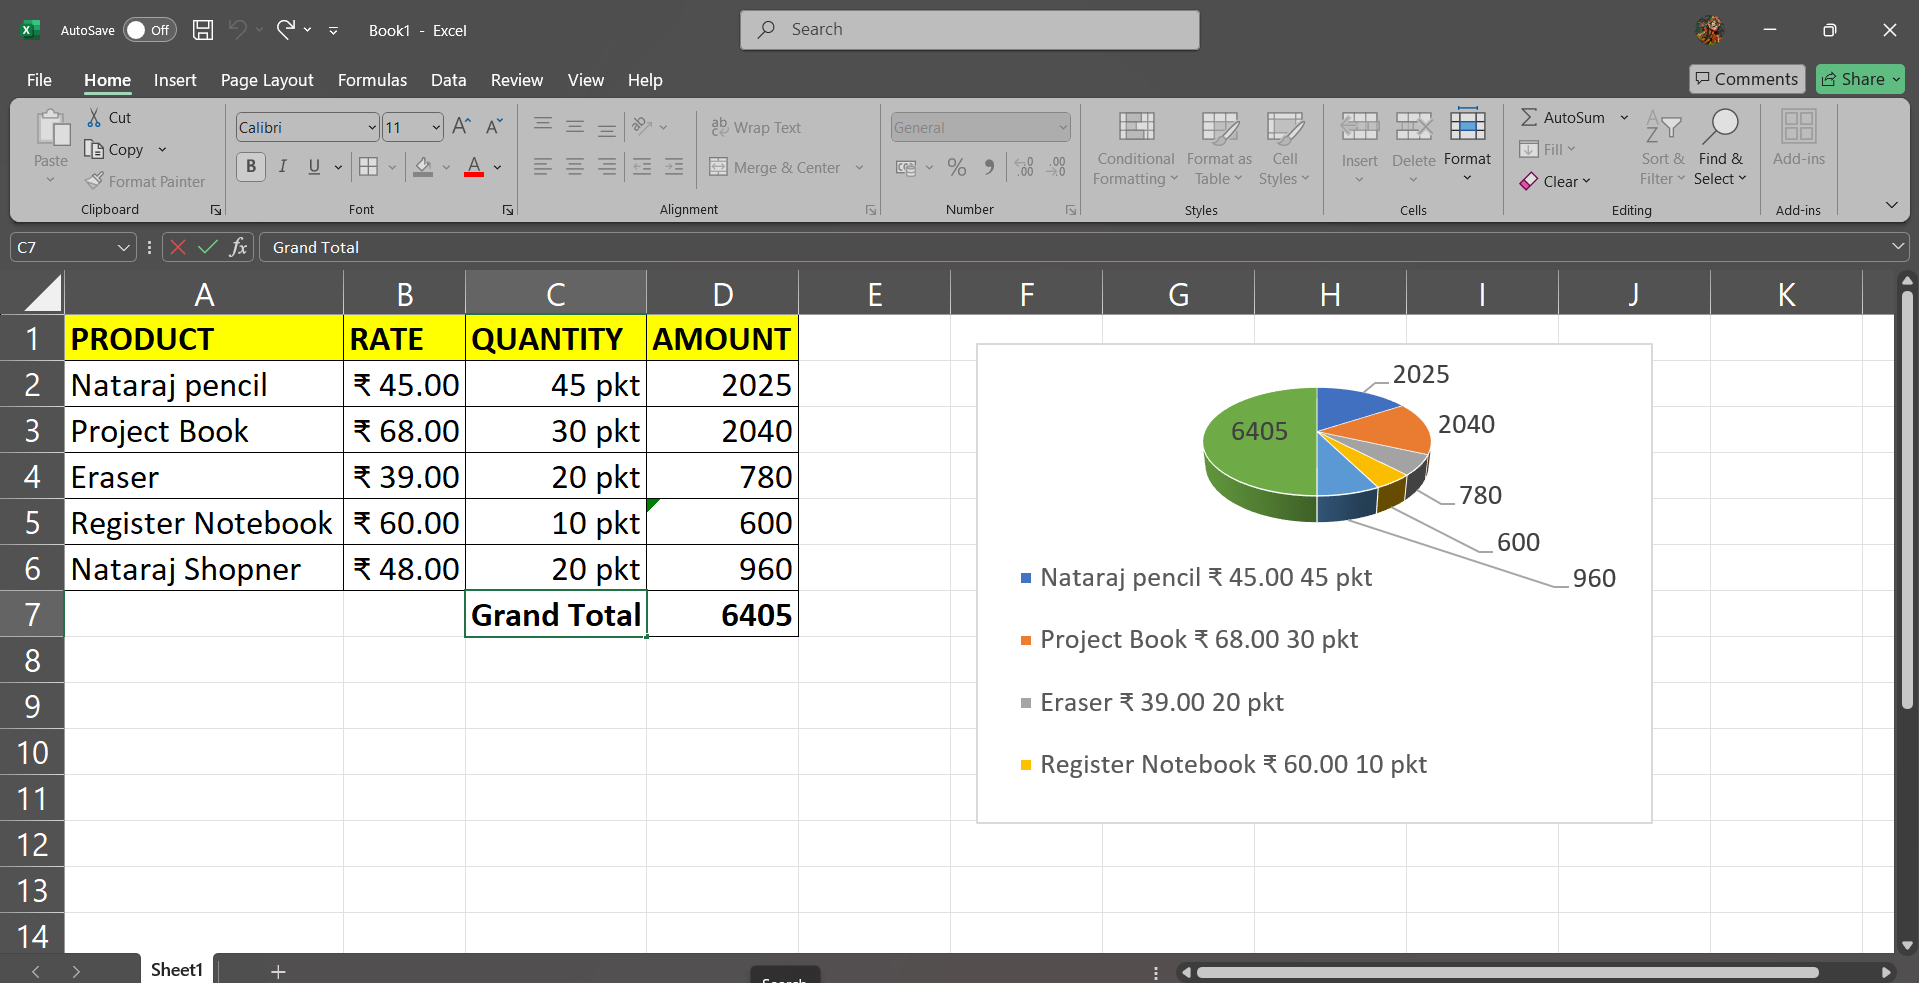 AutoSave Off Book1 - Excel Search
File Home Insert Page Layout Formulas Data Review View Help Comments Share
Paste Cut Copy Format Painter Clipboard
Calibri 11 B I U A Font
Wrap Text Merge & Center Alignment
General % Number
Conditional Formatting Format as Table Cell Styles Styles
Insert Delete Format Cells
AutoSum Fill Clear Sort & Filter Find & Select Editing
Add-ins Add-ins
C7 fx Grand Total
A B C D E F G H I J K
1 PRODUCT RATE QUANTITY AMOUNT
2 Nataraj pencil ₹ 45.00 45 pkt 2025
3 Project Book ₹ 68.00 30 pkt 2040
4 Eraser ₹ 39.00 20 pkt 780
5 Register Notebook ₹ 60.00 10 pkt 600
6 Nataraj Shopner ₹ 48.00 20 pkt 960
7 Grand Total 6405
8
9
10
11
12
13
14
2025
6405 2040
780
600
960
Nataraj pencil ₹ 45.00 45 pkt
Project Book ₹ 68.00 30 pkt
Eraser ₹ 39.00 20 pkt
Register Notebook ₹ 60.00 10 pkt
Sheet1